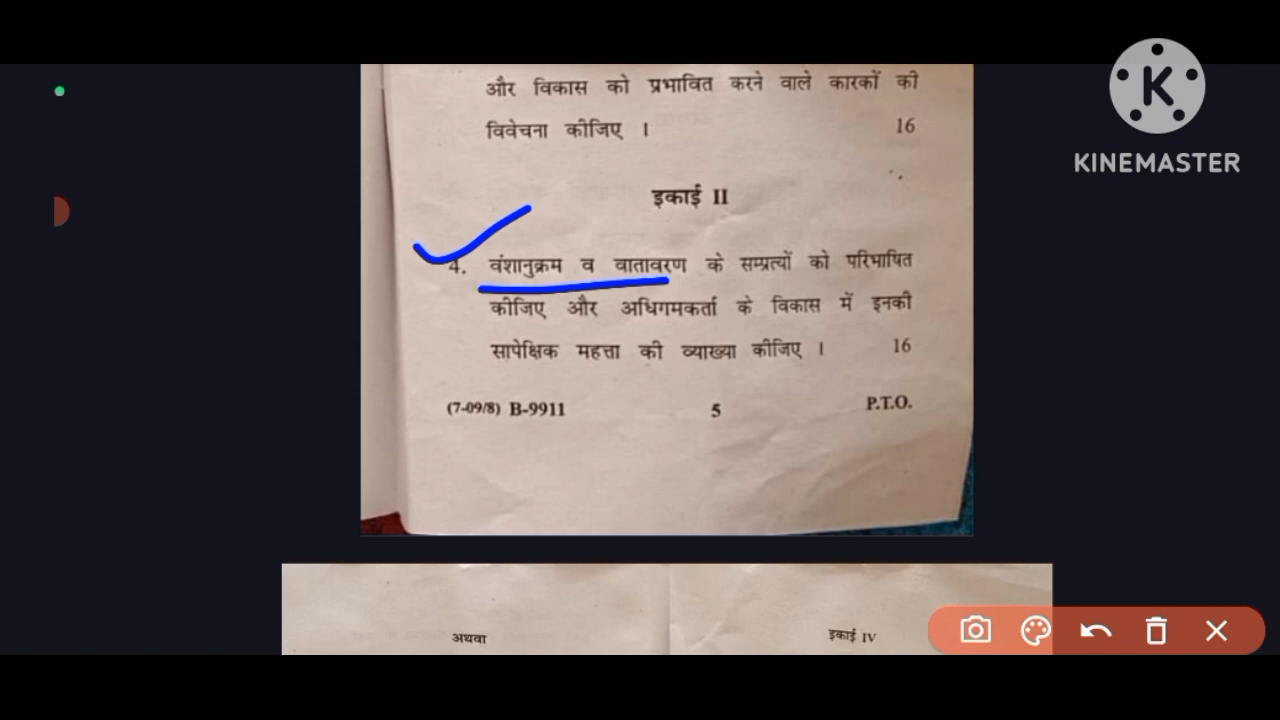 और विकास को प्रभावित करने वाले कारकों की
विवेचना कीजिए । 16
KINEMASTER
इकाई II
4. वंशानुक्रम व वातावरण के सम्प्रत्यों को परिभाषित
कीजिए और अधिगमकर्ता के विकास में इनकी
सापेक्षिक महत्ता की व्याख्या कीजिए । 16
(7-09/8) B-9911 5 P.T.O.
अथवा इकाई IV